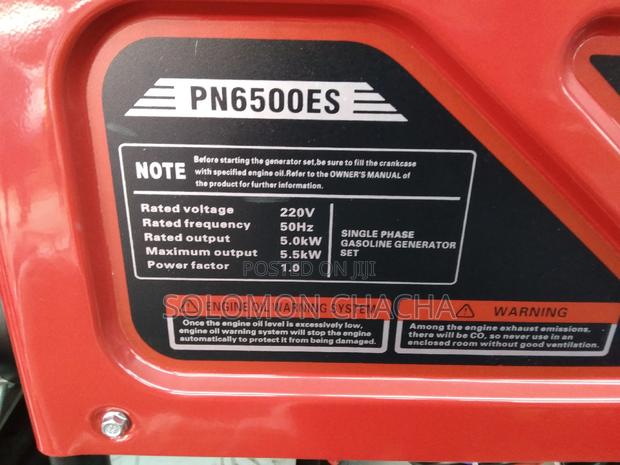 PN6500ES
NOTE
Before starting the generator set,be sure to fill the crankcase
with specified engine oil.Refer to the OWNER'S MANUAL of
the product for further information.
Rated voltage 220V
Rated frequency 50Hz
Rated output 5.0kW
Maximum output 5.5kW
Power factor 1.0
SINGLE PHASE
GASOLINE GENERATOR
SET
POSTED ON JIJI
SOLOMON CHACHA
ENGINE OIL WARNING SYSTEM
Once the engine oil level is excessively low,
engine oil warning system will stop the engine
automatically to protect it from being damaged.
WARNING
Among the engine exhaust emissions,
there will be CO, so never use in an
enclosed room without good ventilation.